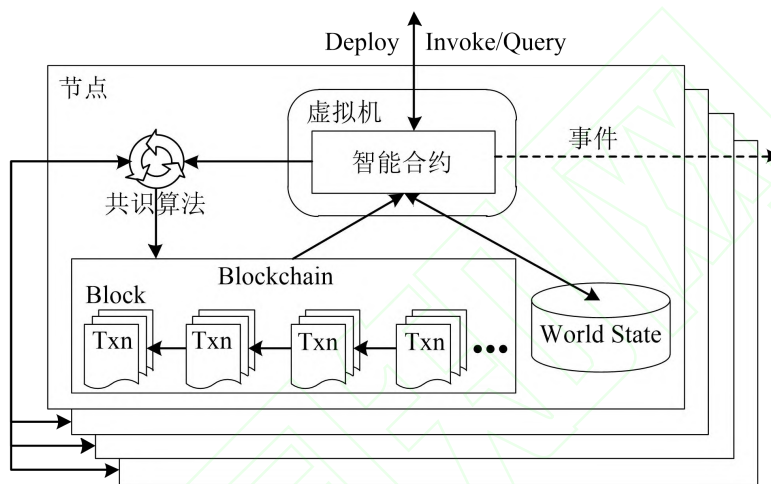 Deploy Invoke/Query
节点
虚拟机
智能合约
事件
共识算法
Blockchain
Block
Txn Txn Txn Txn •••
World State